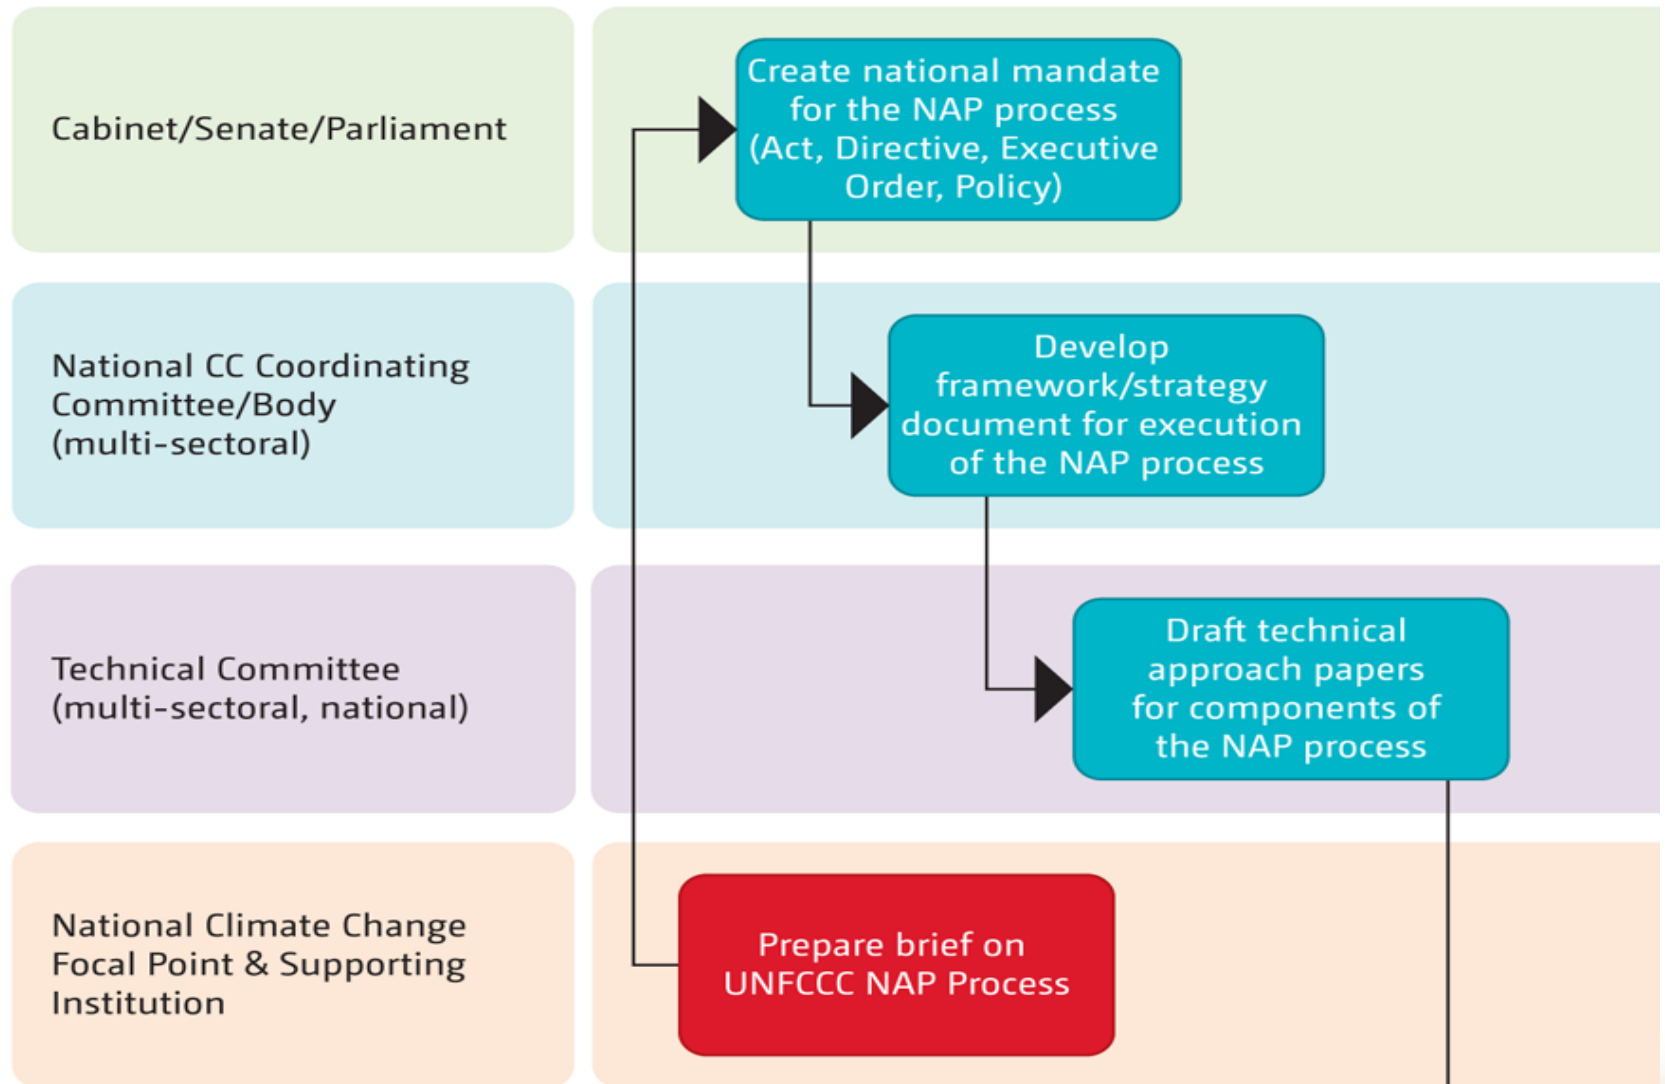 Cabinet/Senate/Parliament
Create national mandate
for the NAP process
(Act, Directive, Executive
Order, Policy)
National CC Coordinating
Committee/Body
(multi-sectoral)
Develop
framework/strategy
document for execution
of the NAP process
Technical Committee
(multi-sectoral, national)
Draft technical
approach papers
for components of
the NAP process
National Climate Change
Focal Point & Supporting
Institution
Prepare brief on
UNFCCC NAP Process